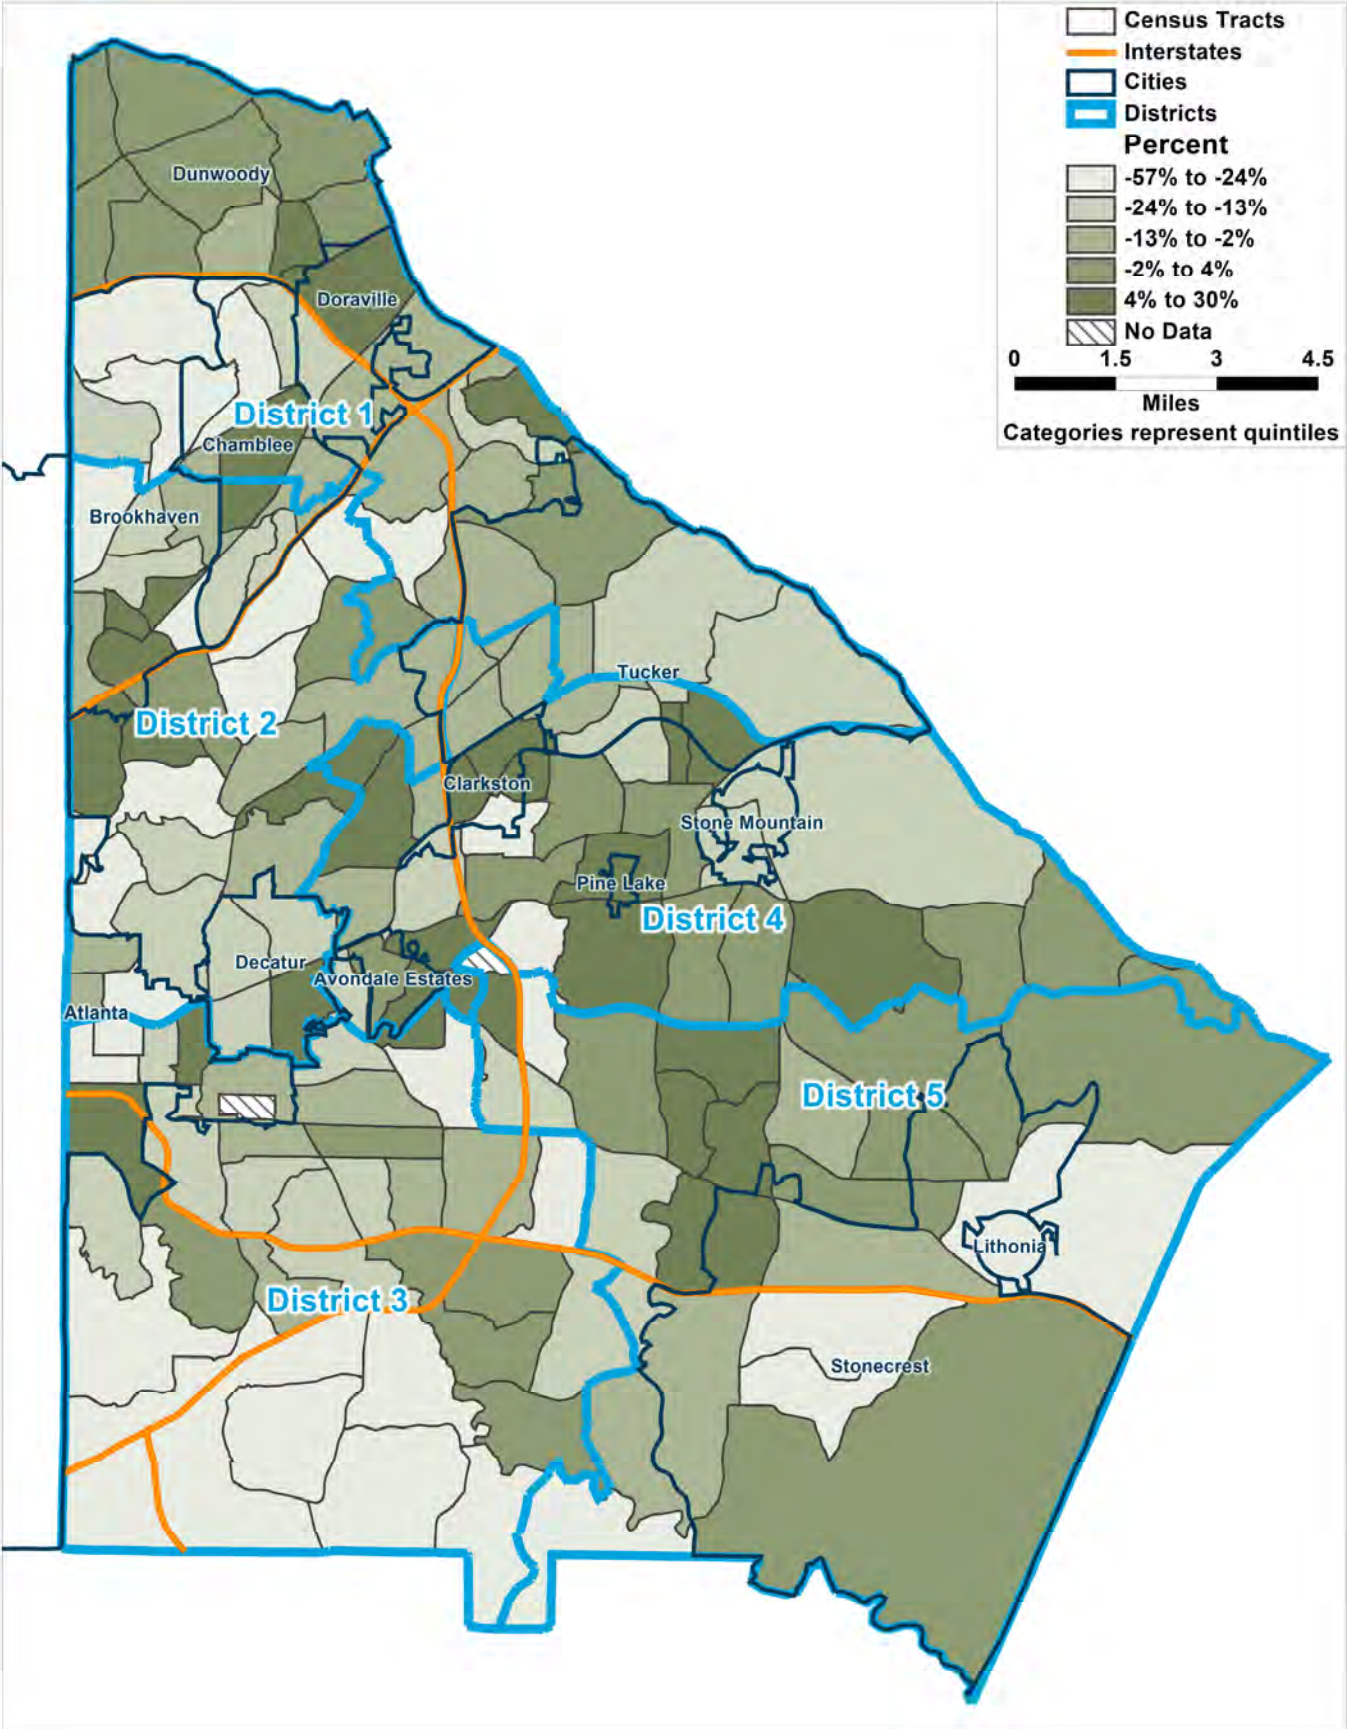 Census Tracts
Interstates
Cities
Districts
Percent
-57% to -24%
-24% to -13%
-13% to -2%
-2% to 4%
4% to 30%
No Data
0 1.5 3 4.5
Miles
Categories represent quintiles
Dunwoody
Doraville
District 1
Chamblee
Brookhaven
Tucker
District 2
Clarkston
Stone Mountain
Pine Lake
District 4
Decatur
Avondale Estates
Atlanta
District 5
Lithonia
District 3
Stonecrest